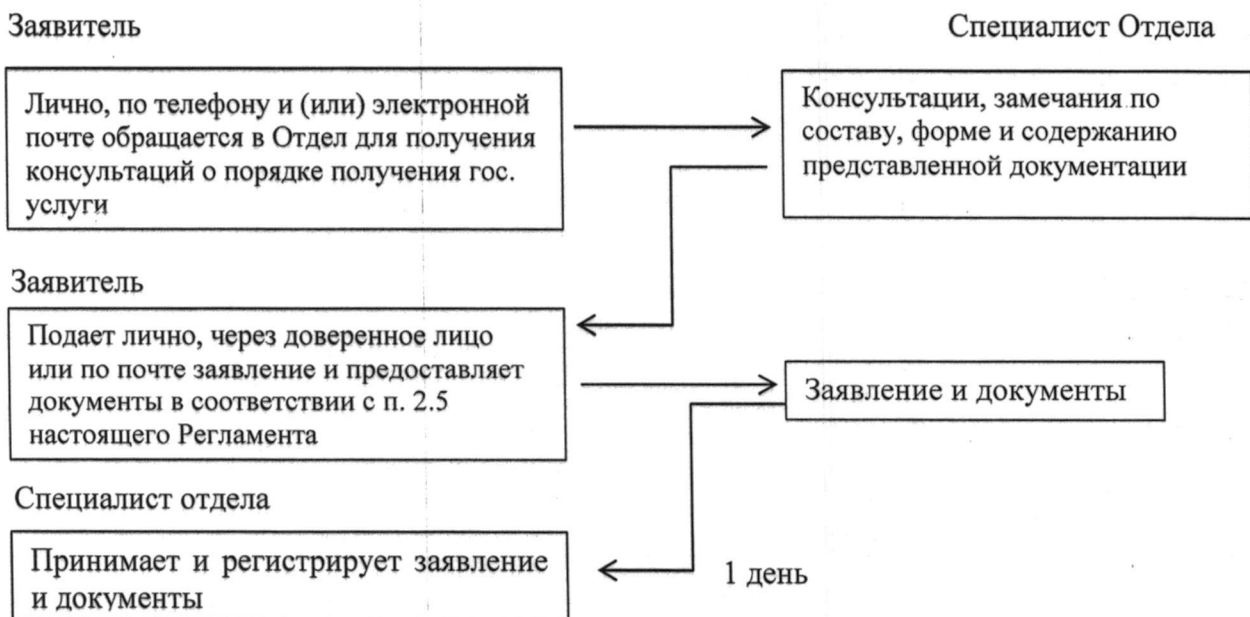 Заявитель
Специалист Отдела
Лично, по телефону и (или) электронной
почте обращается в Отдел для получения
консультаций о порядке получения гос.
услуги
Консультации, замечания по
составу, форме и содержанию
представленной документации
Заявитель
Подает лично, через доверенное лицо
или по почте заявление и предоставляет
документы в соответствии с п. 2.5
настоящего Регламента
Заявление и документы
Специалист отдела
Принимает и регистрирует заявление
и документы
1 день